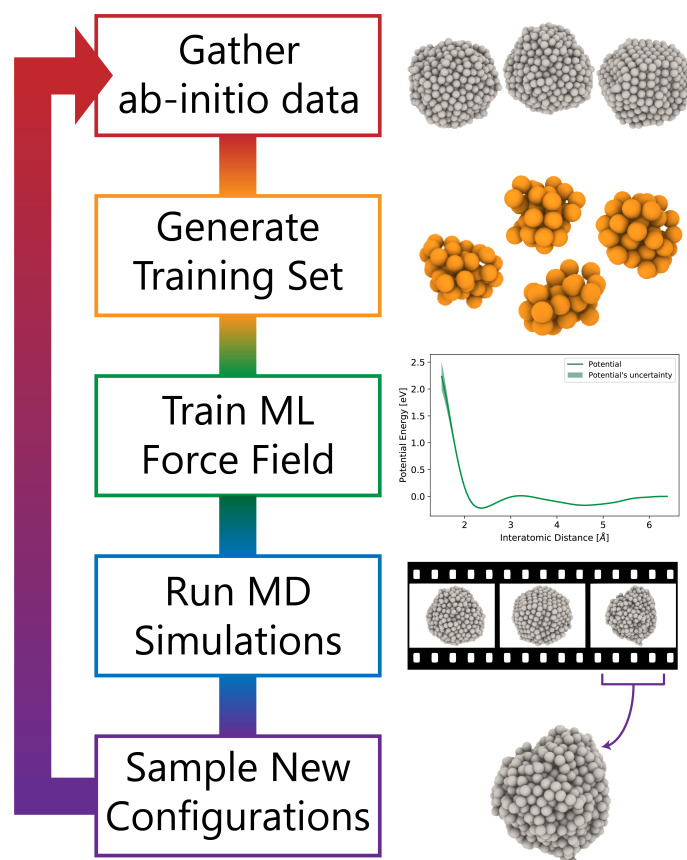 Gather
ab-initio data
Generate
Training Set
Train ML
Force Field
Potential
Potential's uncertainty
Potential Energy [eV]
2.5
2.0
1.5
1.0
0.5
0.0
2 3 4 5 6
Interatomic Distance [Å]
Run MD
Simulations
Sample New
Configurations